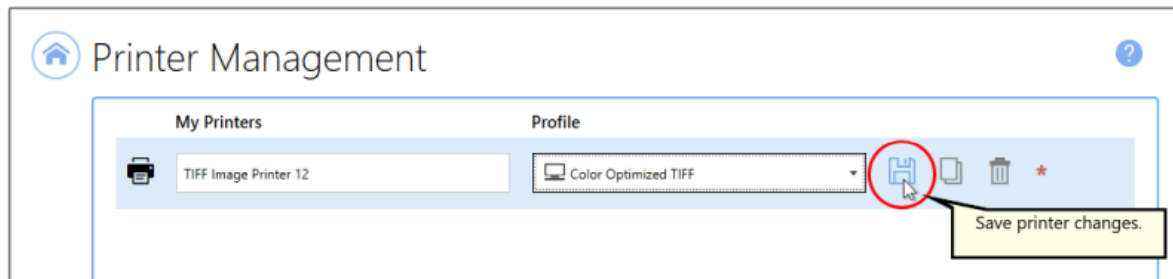 Printer Management
?
My Printers Profile
TIFF Image Printer 12 Color Optimized TIFF *
Save printer changes.